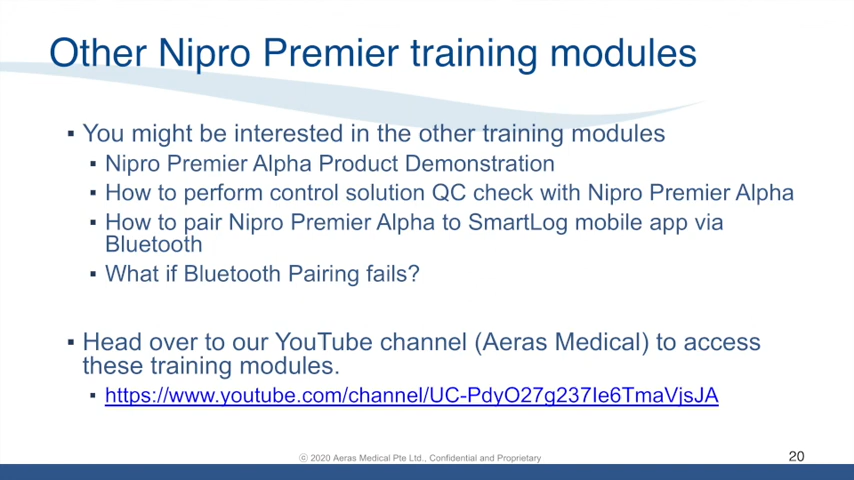 Other Nipro Premier training modules
▪ You might be interested in the other training modules
▪ Nipro Premier Alpha Product Demonstration
▪ How to perform control solution QC check with Nipro Premier Alpha
▪ How to pair Nipro Premier Alpha to SmartLog mobile app via
Bluetooth
▪ What if Bluetooth Pairing fails?
▪ Head over to our YouTube channel (Aeras Medical) to access
these training modules.
▪ https://www.youtube.com/channel/UC-PdyO27g237Ie6TmaVjsJA
ⓒ 2020 Aeras Medical Pte Ltd., Confidential and Proprietary
20